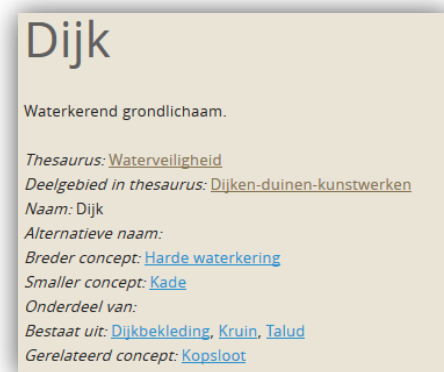 Dijk
Waterkerend grondlichaam.
Thesaurus: Waterveiligheid
Deelgebied in thesaurus: Dijken-duinen-kunstwerken
Naam: Dijk
Alternatieve naam:
Breder concept: Harde waterkering
Smaller concept: Kade
Onderdeel van:
Bestaat uit: Dijkbekleding, Kruin, Talud
Gerelateerd concept: Kopsloot